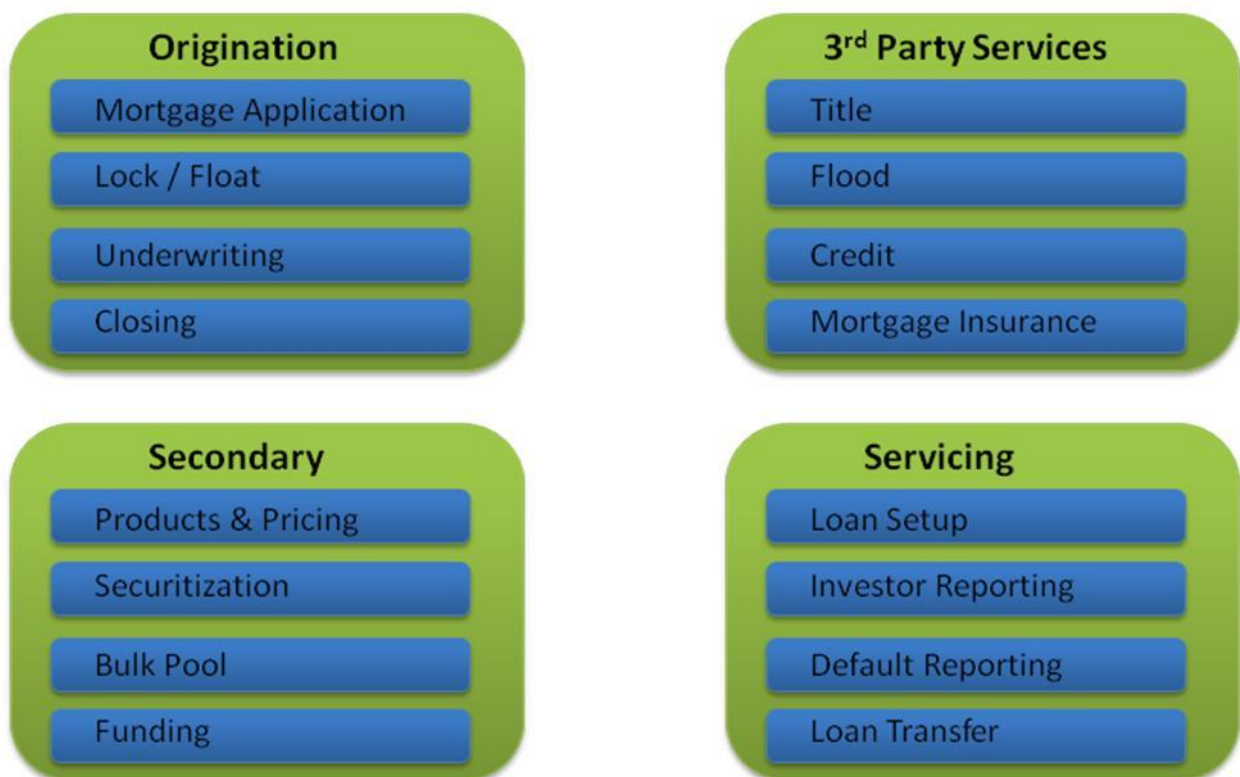 Origination
Mortgage Application
Lock / Float
Underwriting
Closing
3rd Party Services
Title
Flood
Credit
Mortgage Insurance
Secondary
Products & Pricing
Securitization
Bulk Pool
Funding
Servicing
Loan Setup
Investor Reporting
Default Reporting
Loan Transfer